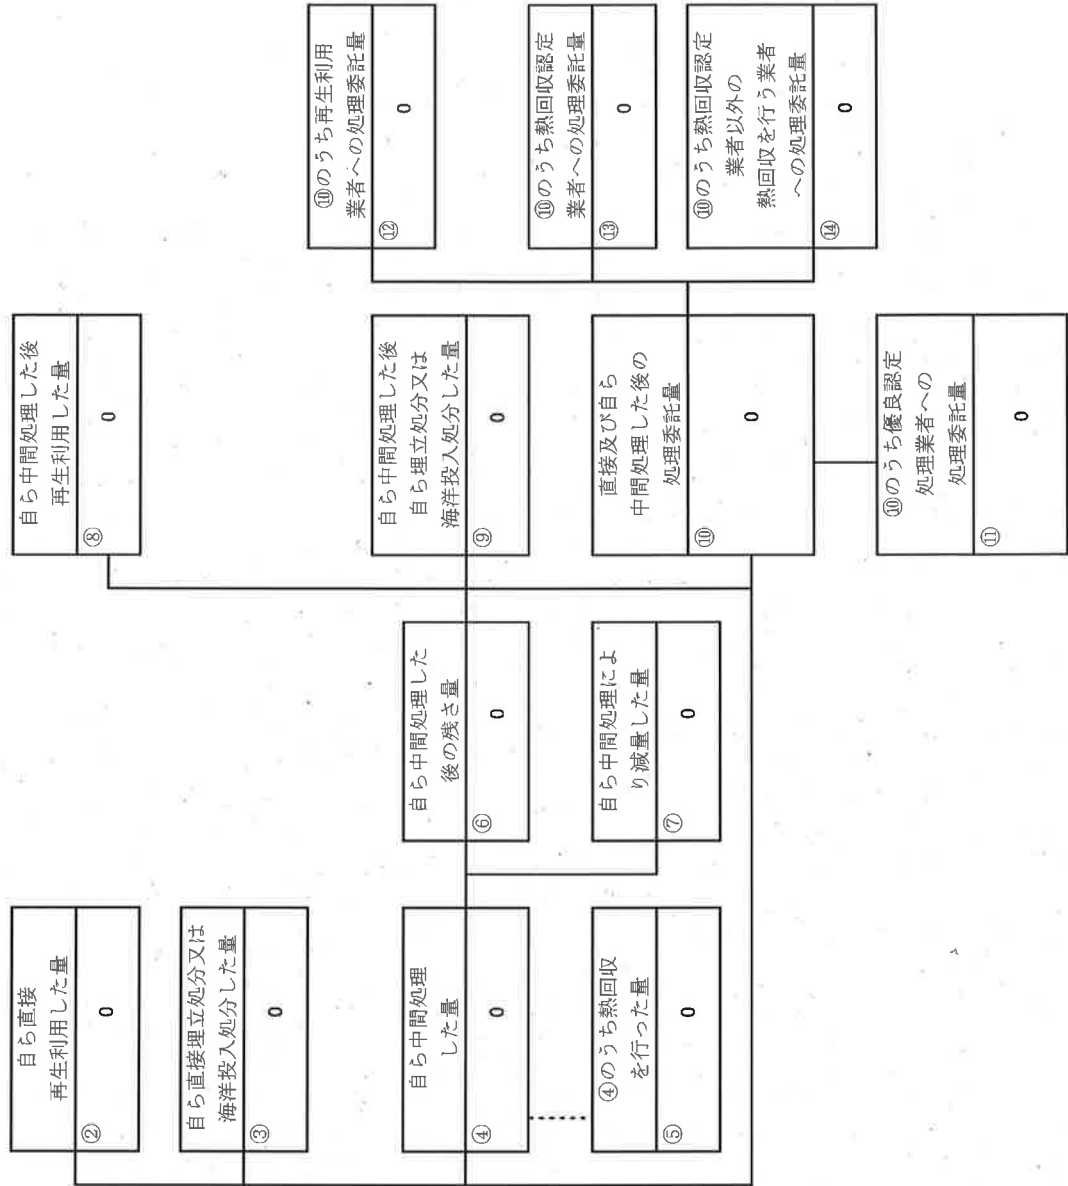 自ら直接
再生利用した量
②
0
自ら直接埋立処分又は
海洋投入処分した量
③
0
自ら中間処理
した量
④
0
④のうち熱回収
を行った量
⑤
0
自ら中間処理した
後の残さ量
⑥
0
自ら中間処理によ
り減量した量
⑦
0
自ら中間処理した後
再生利用した量
⑧
0
自ら中間処理した後
自ら埋立処分又は
海洋投入処分した量
⑨
0
直接及び自ら
中間処理した後の
処理委託量
⑩
0
⑩のうち優良認定
処理業者への
処理委託量
⑪
0
⑩のうち再生利用
業者への処理委託量
⑫
0
⑩のうち熱回収認定
業者への処理委託量
⑬
0
⑩のうち熱回収認定
業者以外の
熱回収を行う業者
への処理委託量
⑭
0